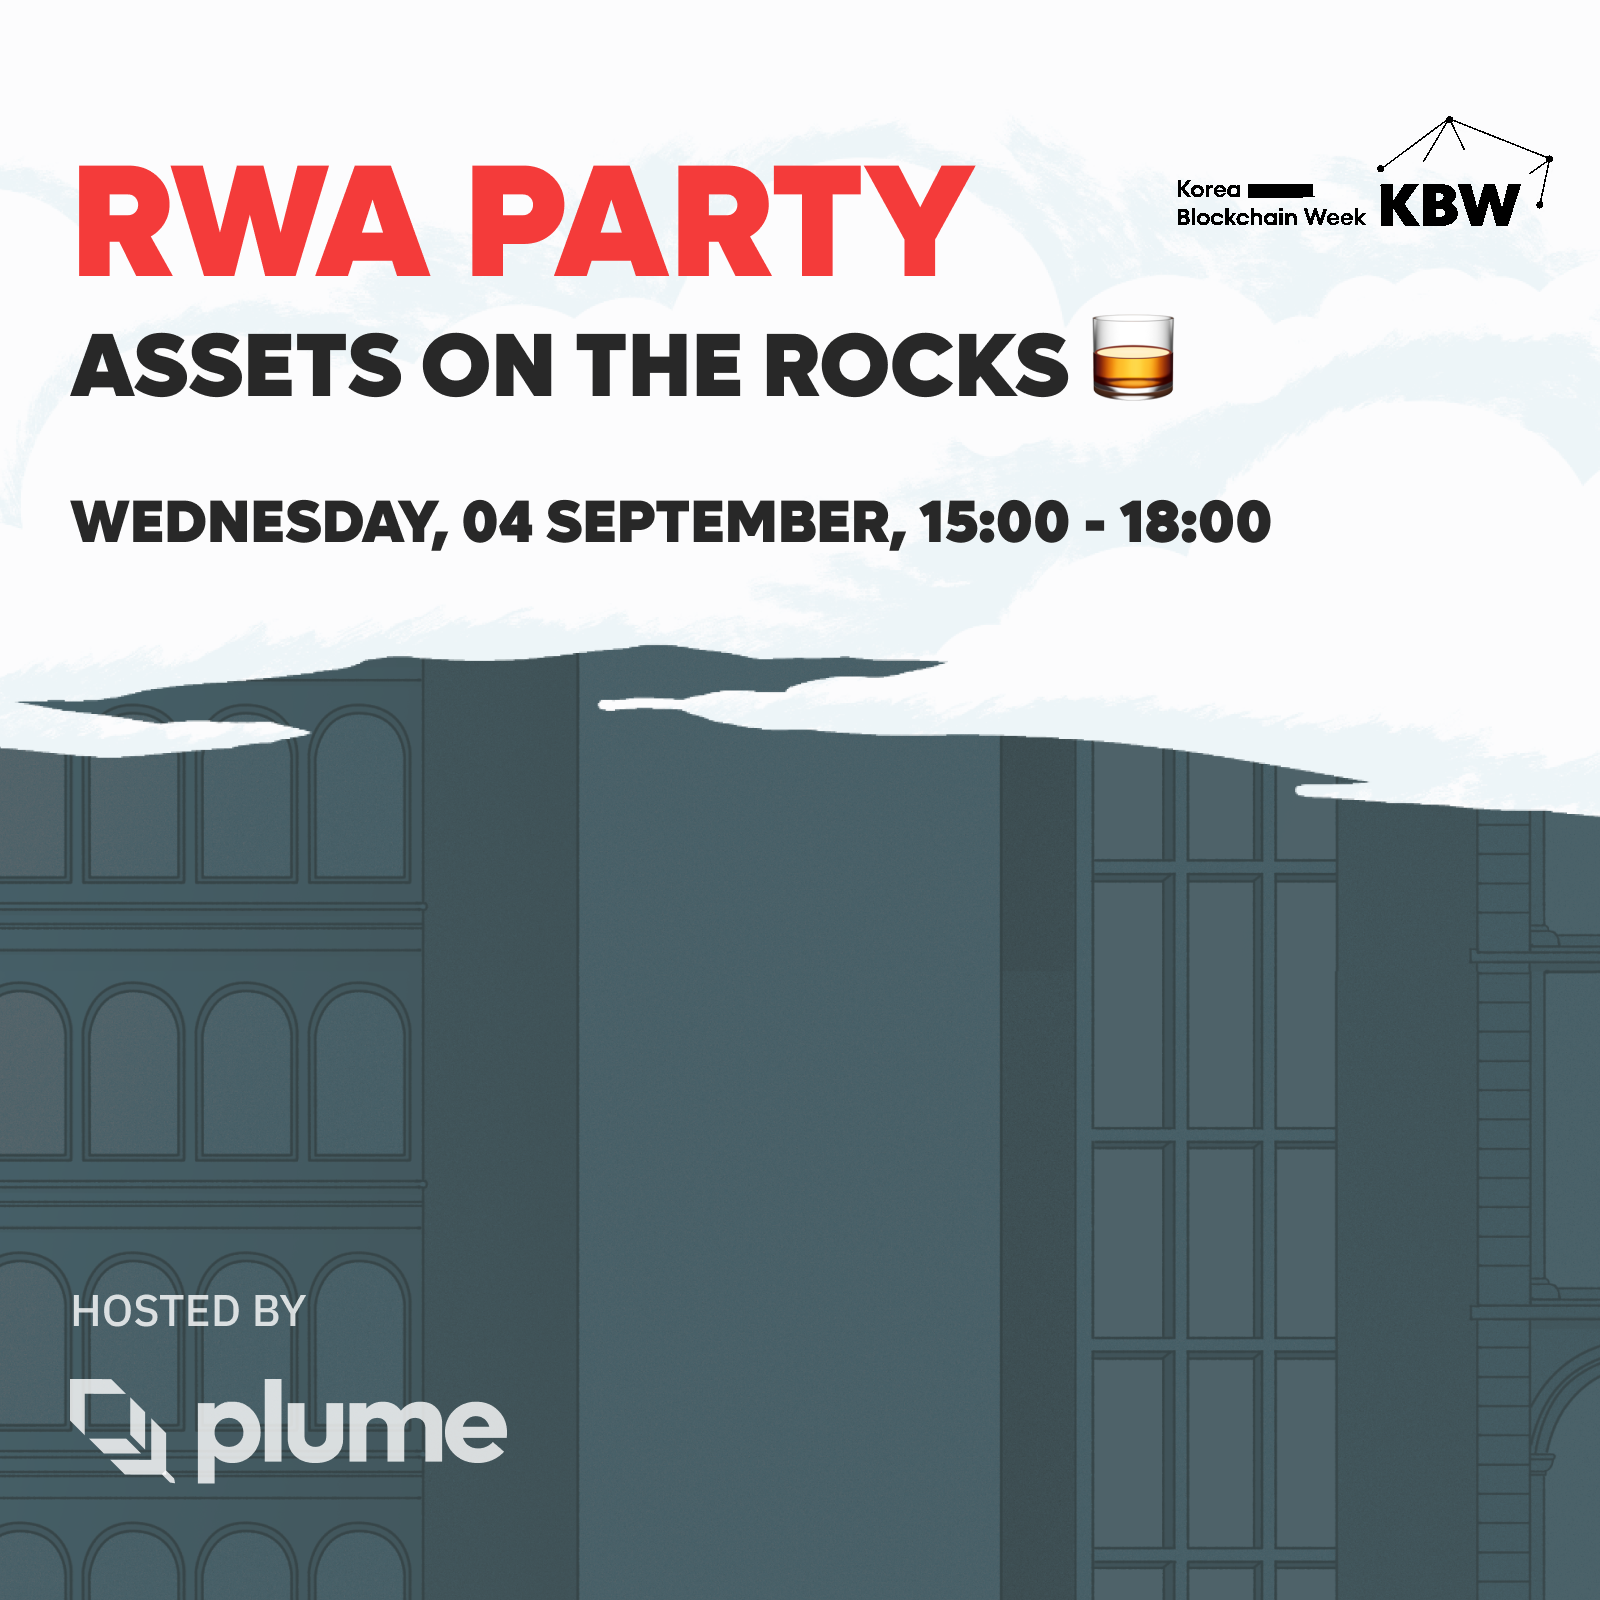 RWA PARTY
Korea
Blockchain Week
KBW
ASSETS ON THE ROCKS
WEDNESDAY, 04 SEPTEMBER, 15:00 - 18:00
HOSTED BY
plume